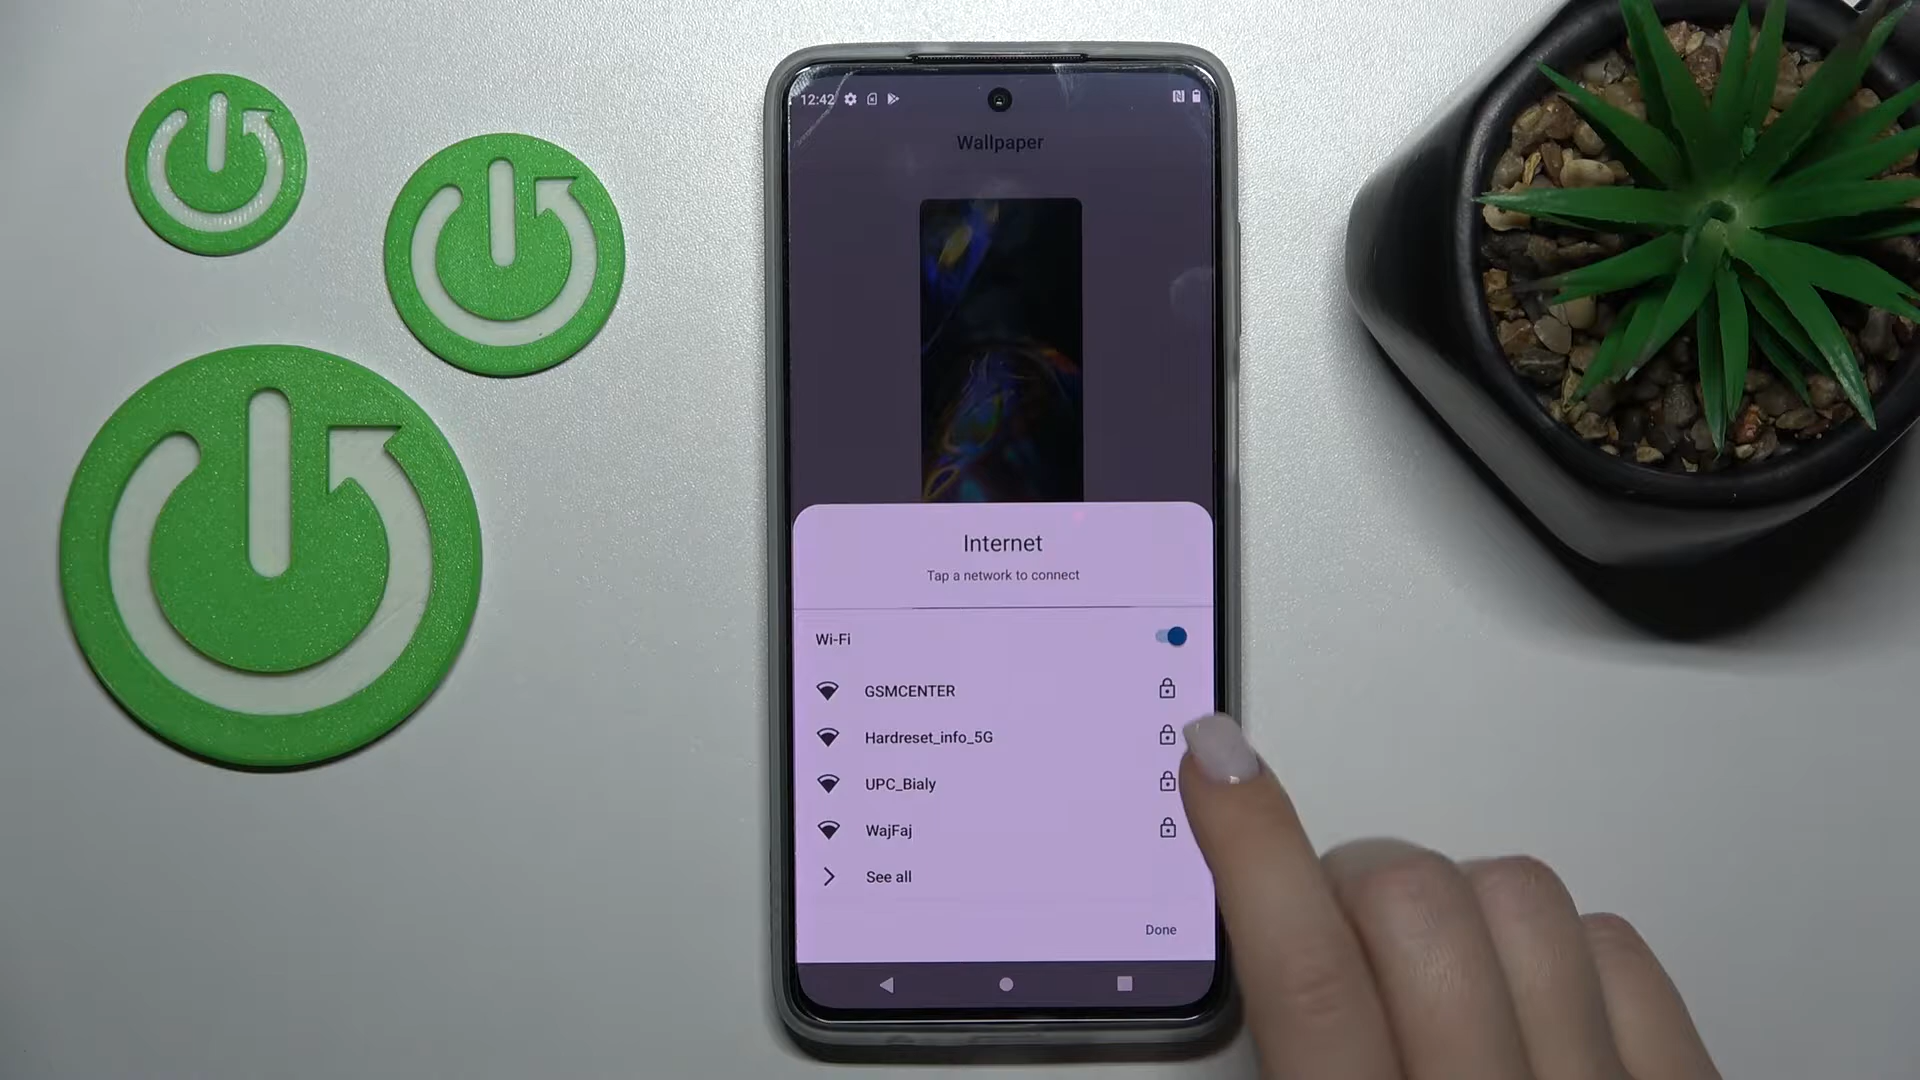 12:42
Wallpaper
Internet
Tap a network to connect
Wi-Fi
GSMCENTER
Hardreset_info_5G
UPC_Bialy
WajFaj
See all
Done